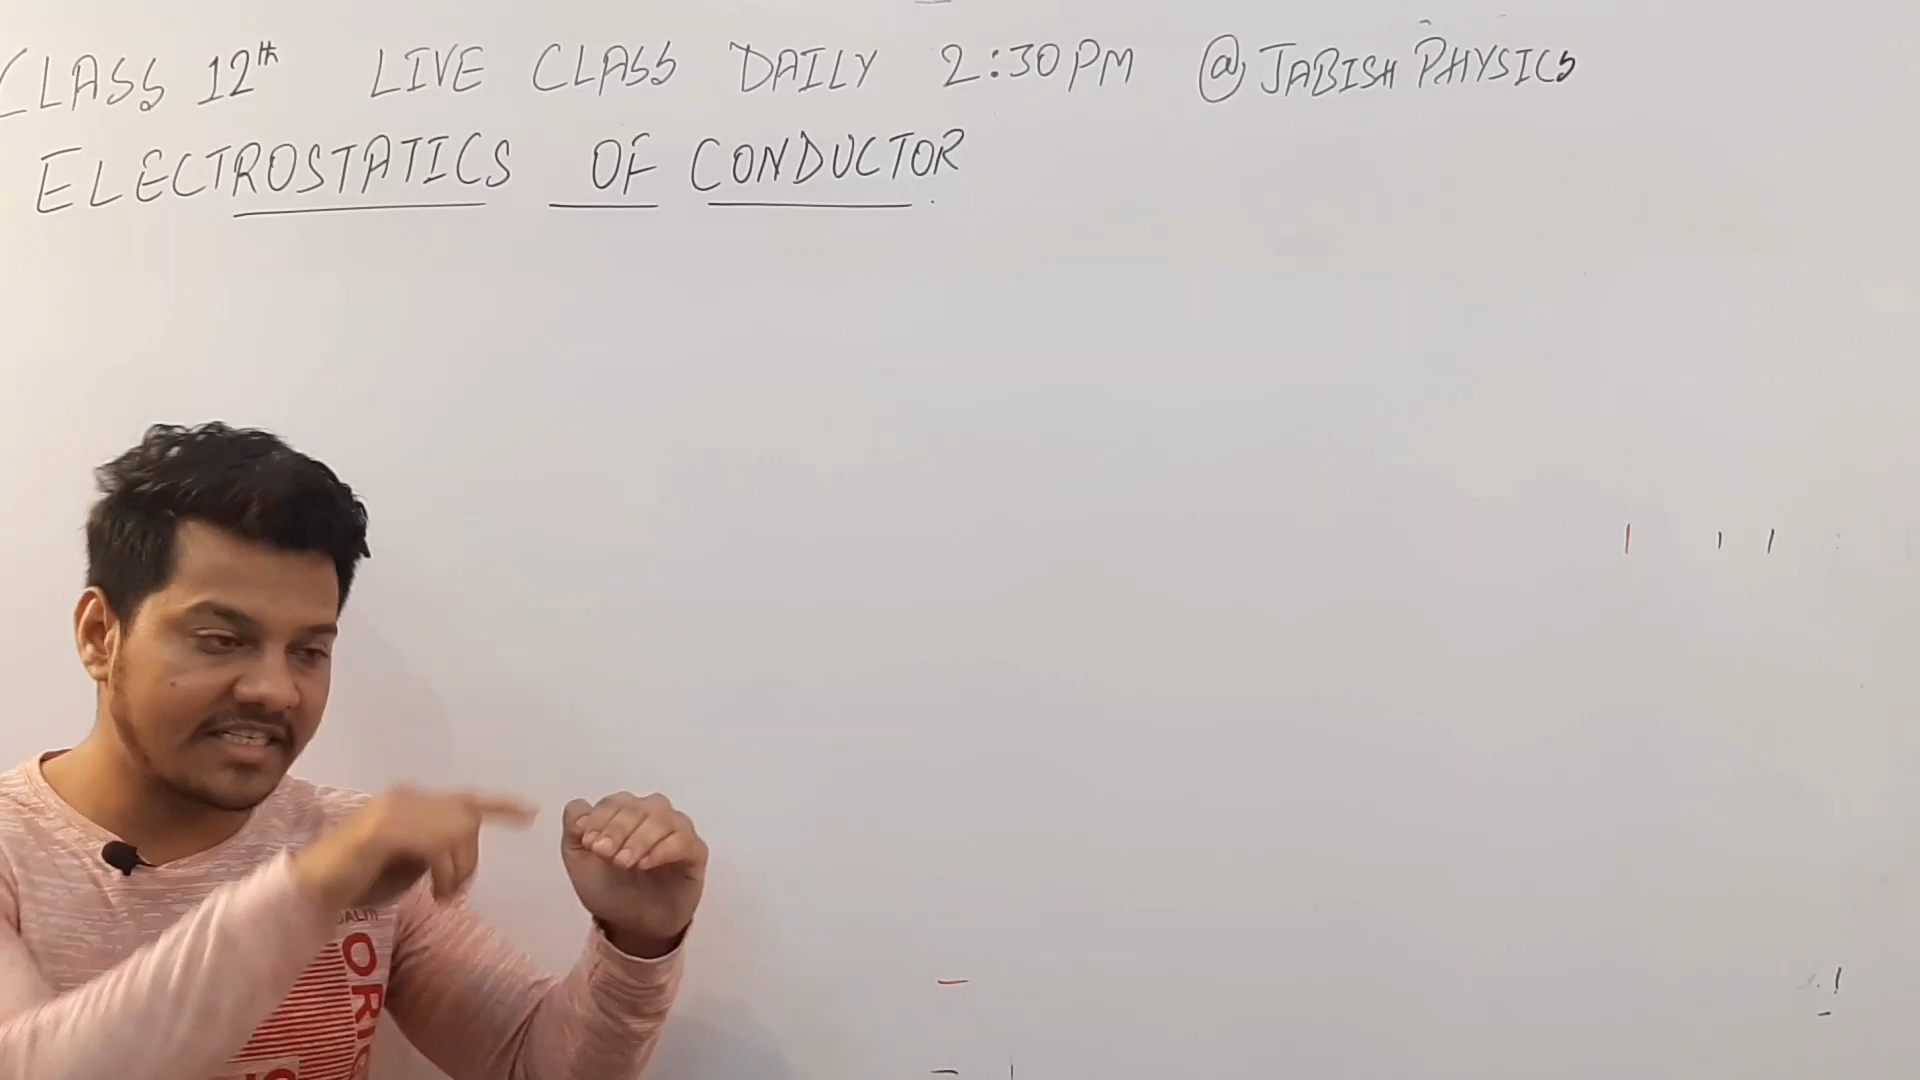 CLASS 12th LIVE CLASS DAILY 2:30PM @JABISH PHYSICS
ELECTROSTATICS OF CONDUCTOR.